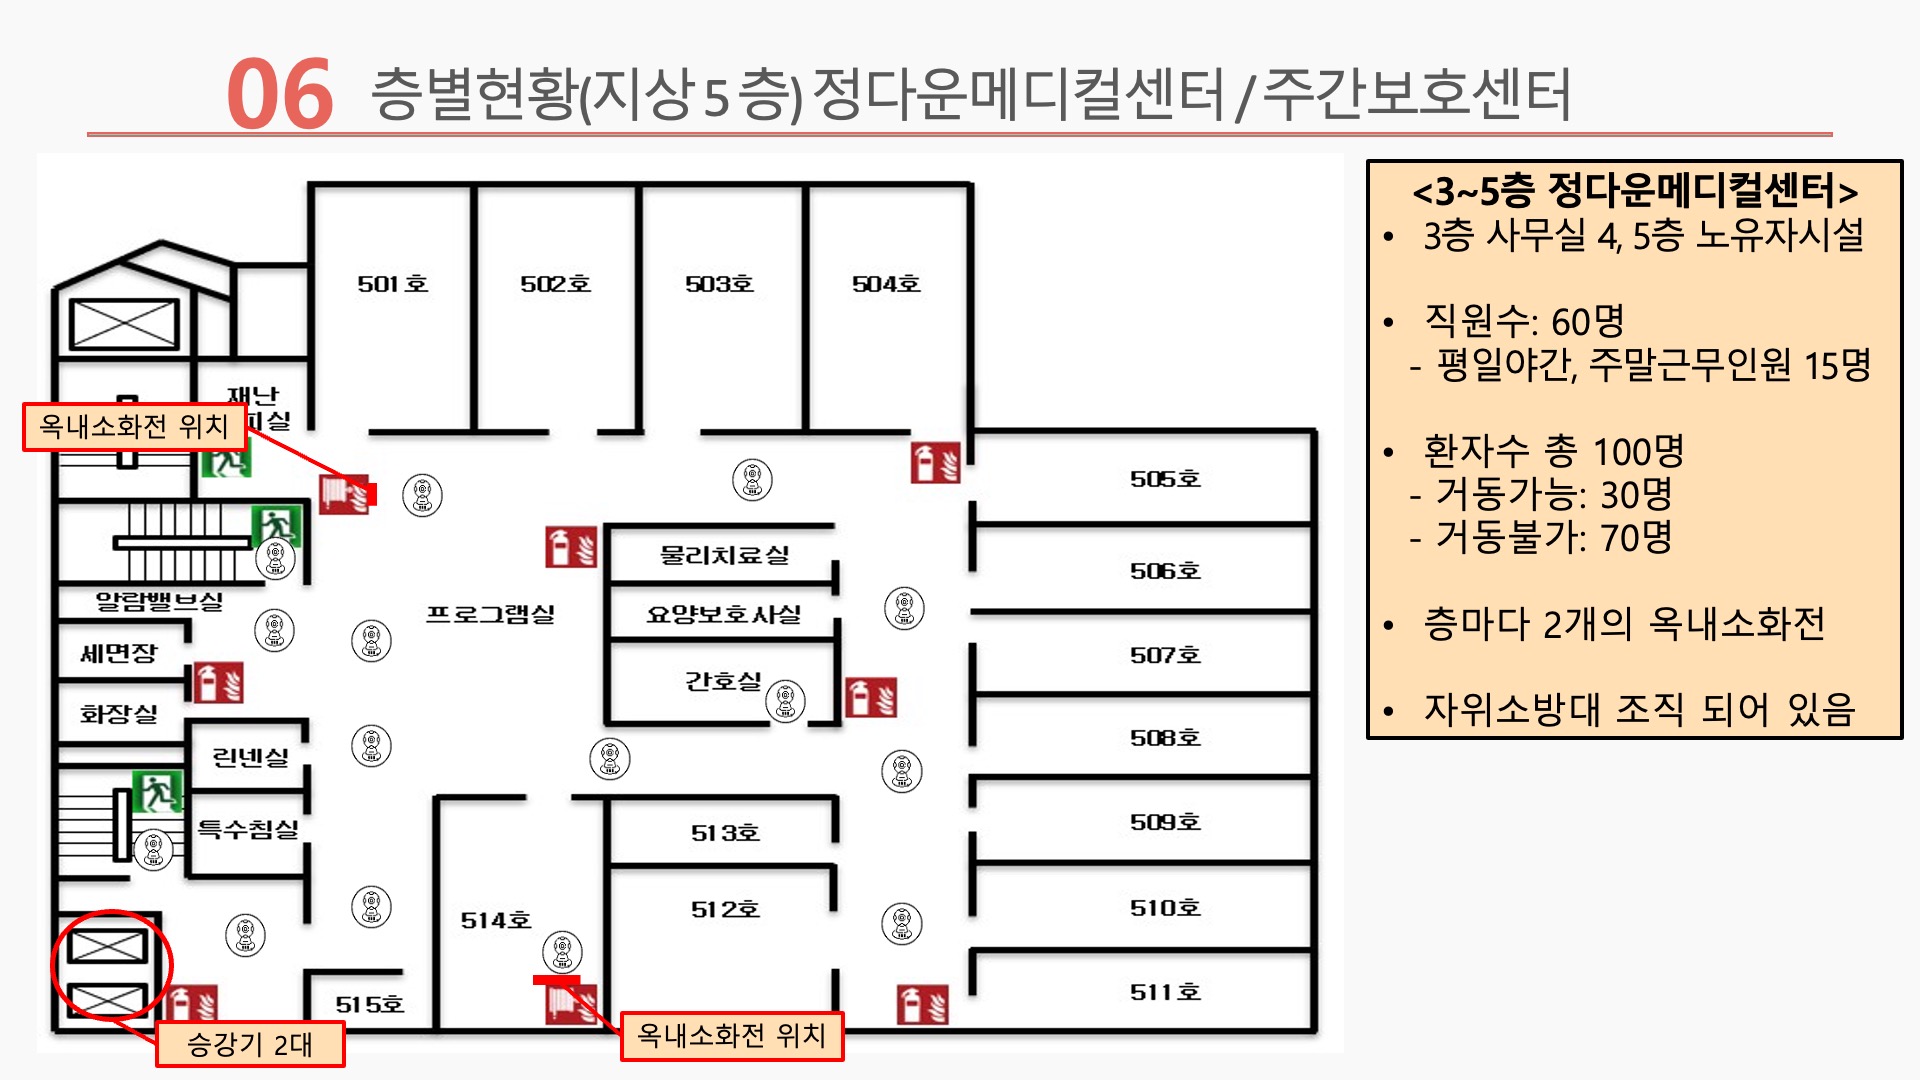 06 층별현황(지상 5 층) 정다운메디컬센터 / 주간보호센터
501호
502호
503호
504호
재난
옥내소화전 위치
505호
506호
507호
508호
509호
510호
511호
물리치료실
요양보호사실
간호실
프로그램실
알람밸브실
세면장
화장실
린넨실
특수침실
513호
512호
514호
515호
승강기 2대
옥내소화전 위치
<3~5층 정다운메디컬센터>
• 3층 사무실 4, 5층 노유자시설
• 직원수: 60명
- 평일야간, 주말근무인원 15명
• 환자수 총 100명
- 거동가능: 30명
- 거동불가: 70명
• 층마다 2개의 옥내소화전
• 자위소방대 조직 되어 있음